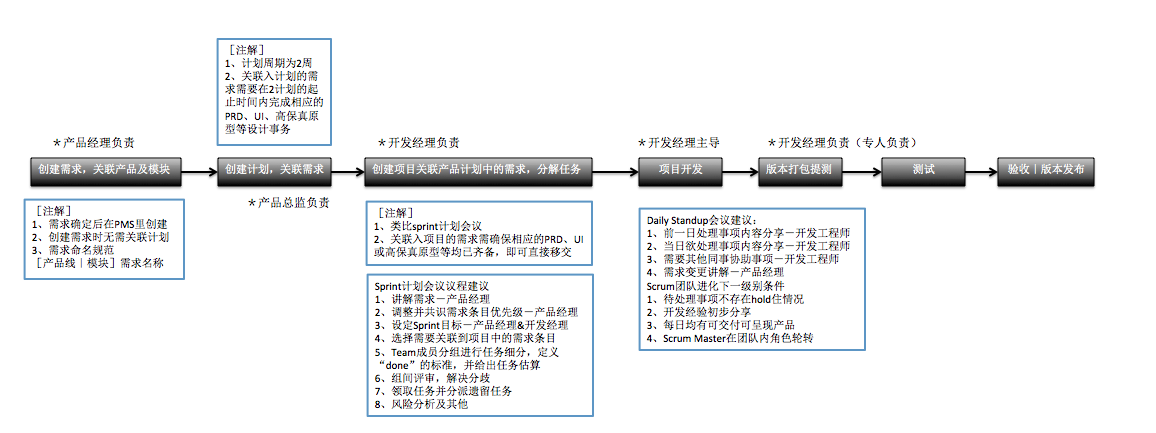 ［注解］
1、计划周期为2周
2、关联入计划的需
求需要在2计划的起
止时间内完成相应的
PRD、UI、高保真原
型等设计事务
＊产品经理负责
＊开发经理负责
＊开发经理主导
＊开发经理负责（专人负责）
创建需求，关联产品及模块
创建计划，关联需求
创建项目关联产品计划中的需求，分解任务
项目开发
版本打包提测
测试
验收｜版本发布
＊产品总监负责
［注解］
1、需求确定后在PMS里创建
2、创建需求时无需关联计划
3、需求命名规范
［产品线｜模块］需求名称
［注解］
1、类比sprint计划会议
2、关联入项目的需求需确保相应的PRD、UI
或高保真原型等均已齐备，即可直接移交
Sprint计划会议议程建议
1、讲解需求－产品经理
2、调整并共识需求条目优先级－产品经理
3、设定Sprint目标－产品经理&开发经理
4、选择需要关联到项目中的需求条目
5、Team成员分组进行任务细分，定义
“done”的标准，并给出任务估算
6、组间评审，解决分歧
7、领取任务并分派遗留任务
8、风险分析及其他
Daily Standup会议建议：
1、前一日处理事项内容分享－开发工程师
2、当日欲处理事项内容分享－开发工程师
3、需要其他同事协助事项－开发工程师
4、需求变更讲解－产品经理
Scrum团队进化下一级别条件
1、待处理事项不存在hold住情况
2、开发经验初步分享
3、每日均有可交付可呈现产品
4、Scrum Master在团队内角色轮转